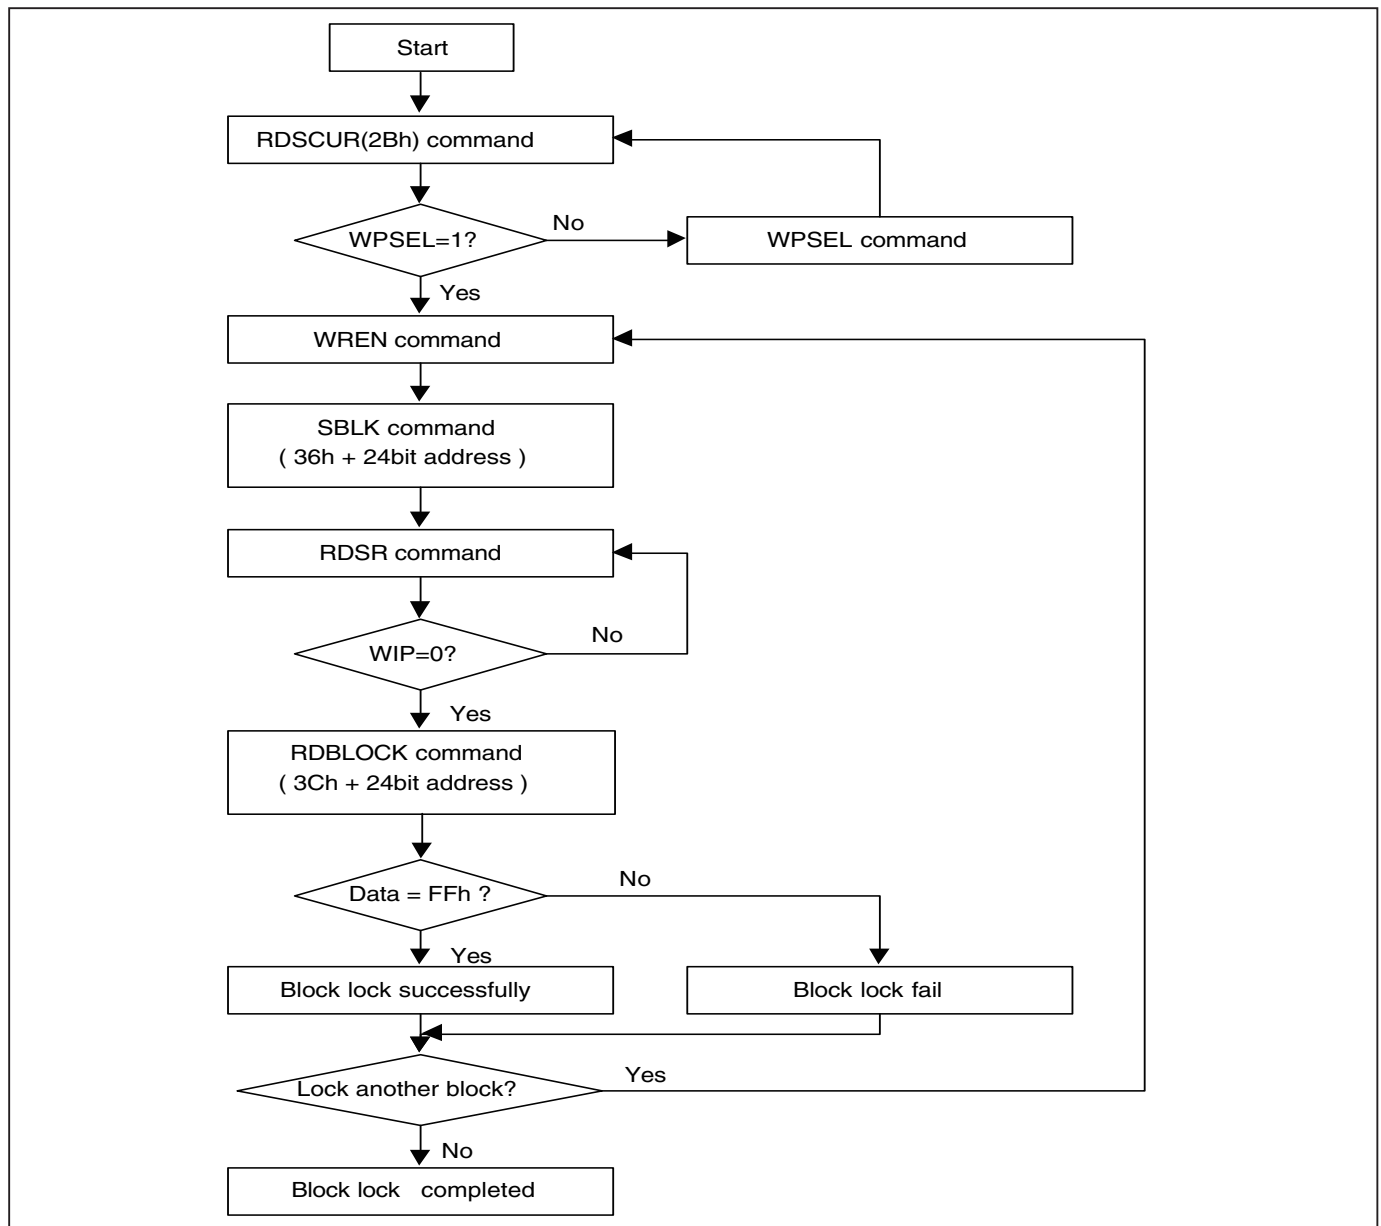 Start
RDSCUR(2Bh) command
WPSEL=1?
No
WPSEL command
Yes
WREN command
SBLK command
( 36h + 24bit address )
RDSR command
WIP=0?
No
Yes
RDBLOCK command
( 3Ch + 24bit address )
Data = FFh ?
No
Yes
Block lock successfully
Block lock fail
Lock another block?
Yes
No
Block lock completed